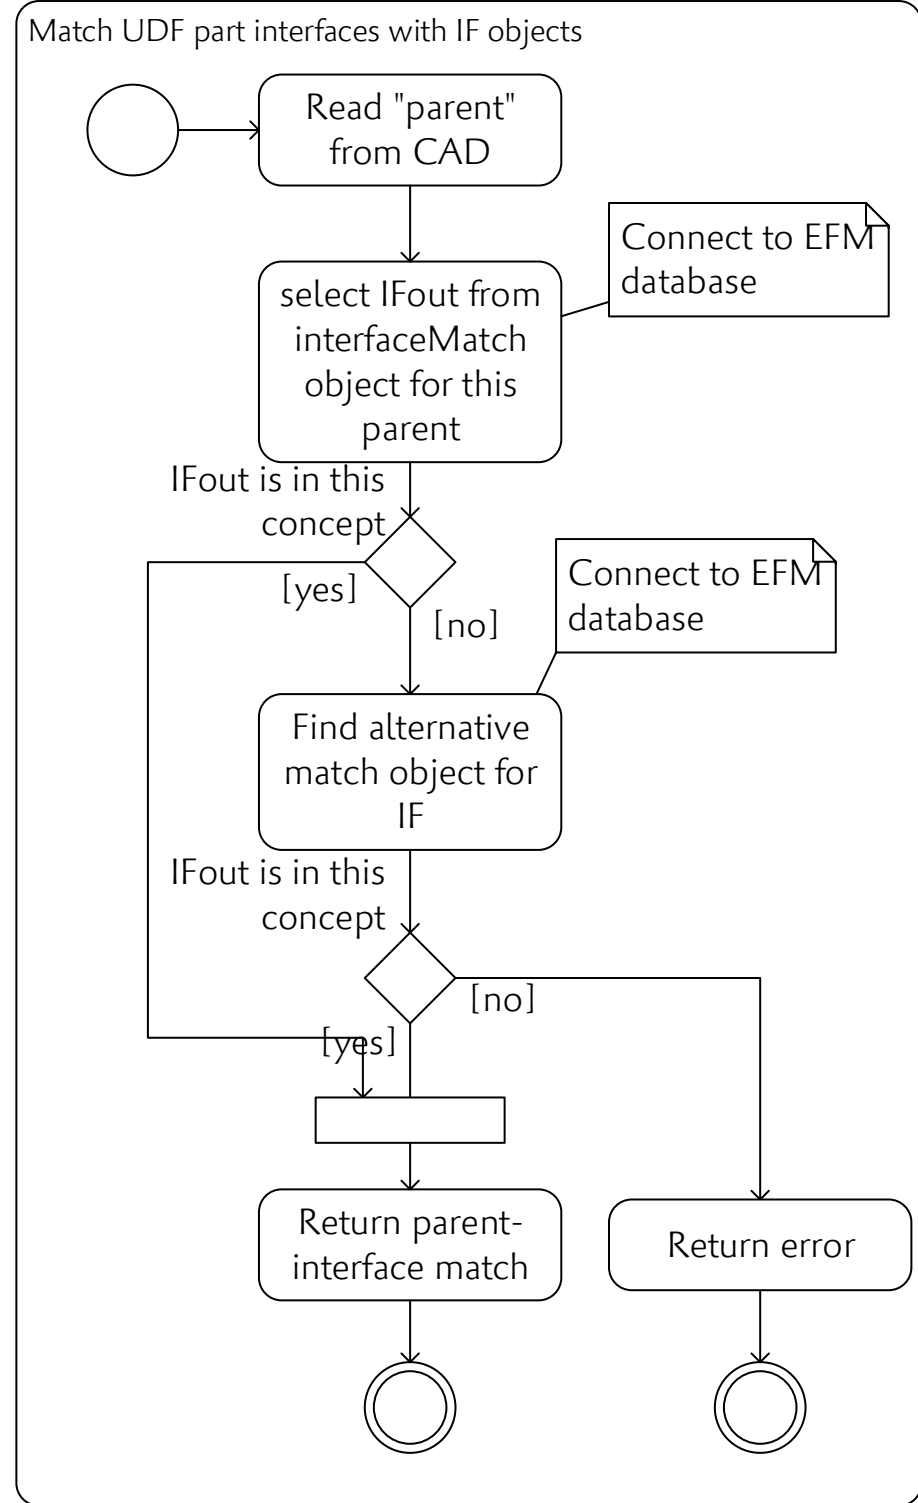 Match UDF part interfaces with IF objects
Read "parent"
from CAD
Connect to EFM
database
select IFout from
interfaceMatch
object for this
parent
IFout is in this
concept
[yes]
[no]
Connect to EFM
database
Find alternative
match object for
IF
IFout is in this
concept
[no]
[yes]
Return parent-
interface match
Return error